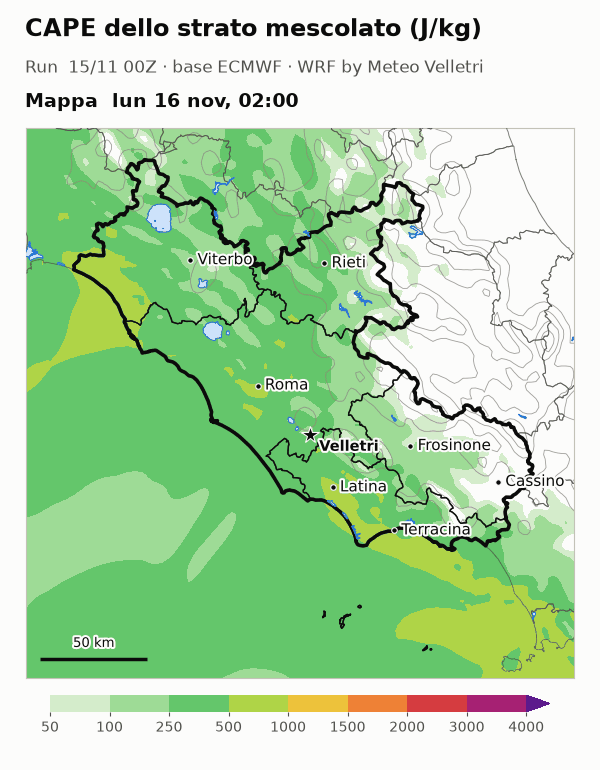 CAPE dello strato mescolato (J/kg)
Run  15/11 00Z · base ECMWF · WRF by Meteo Velletri
Mappa  lun 16 nov, 02:00
Viterbo
Rieti
Roma
Velletri
Frosinone
Cassino
Latina
Terracina
50 km
50 100 250 500 1000 1500 2000 3000 4000